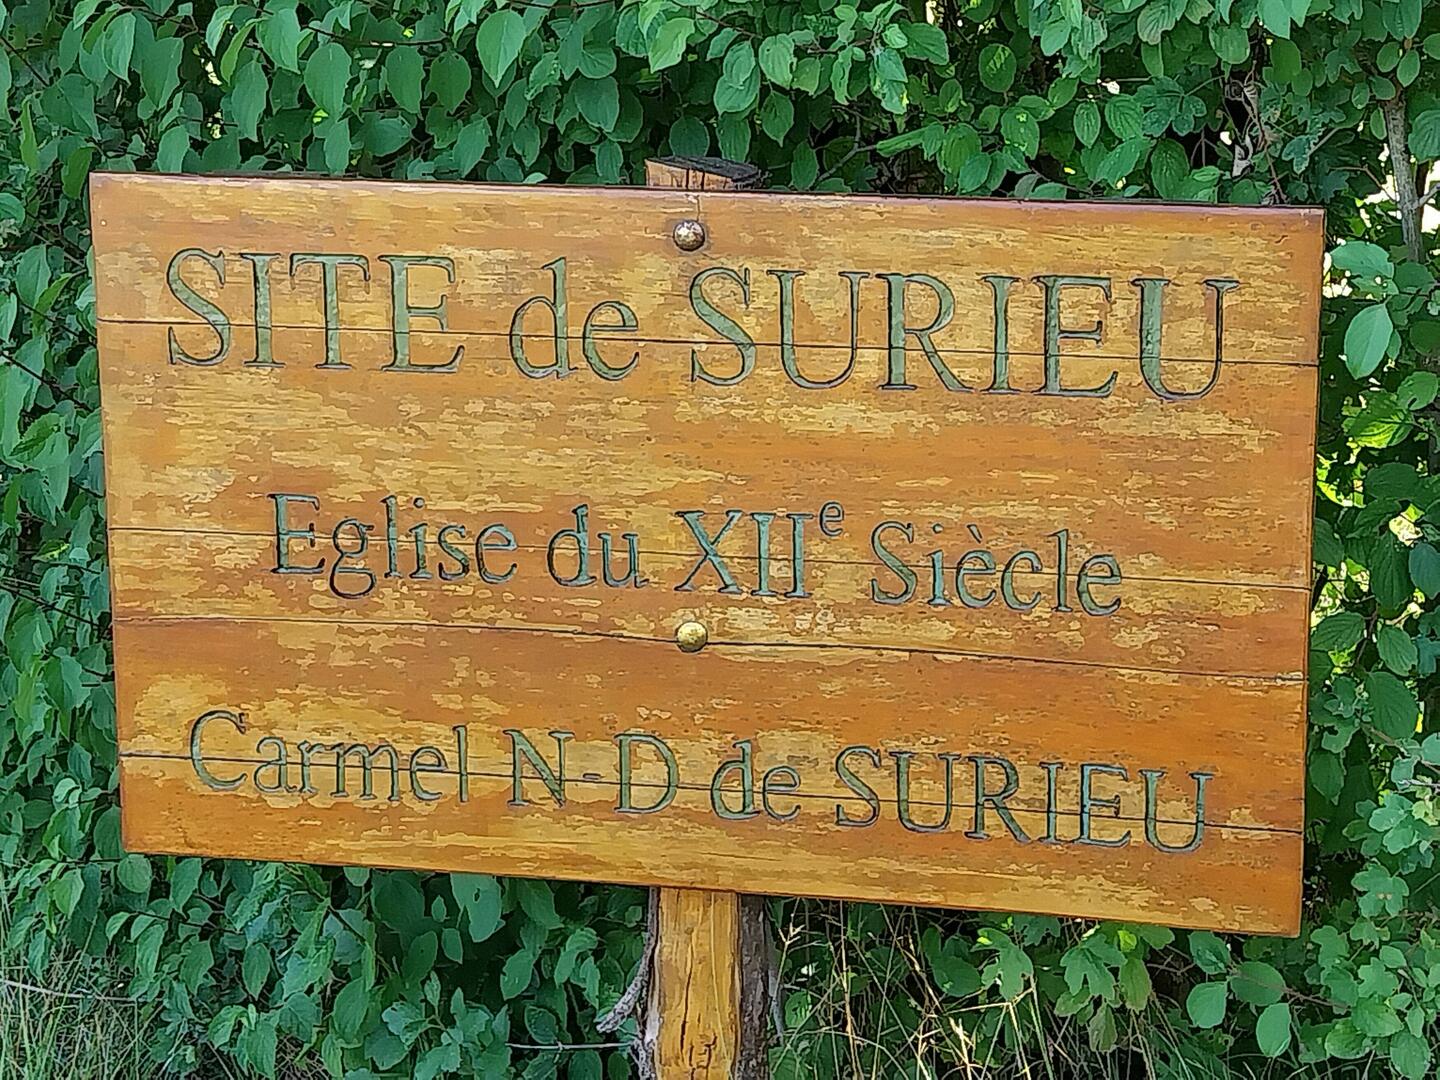 SITE de SURIEU
Eglise du XIIe Siècle
Carmel N-D de SURIEU